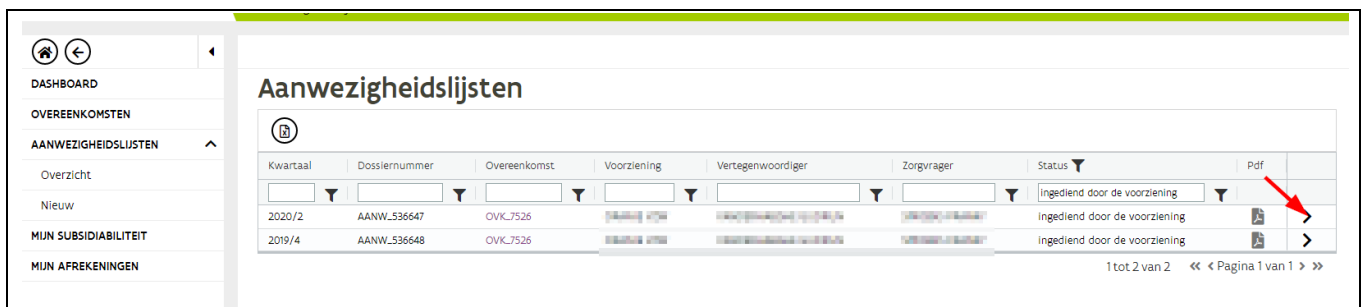 DASHBOARD
OVEREENKOMSTEN
AANWEZIGHEIDSLIJSTEN
Overzicht
Nieuw
MIJN SUBSIDIABILITEIT
MIJN AFREKENINGEN
Aanwezigheidslijsten
Kwartaal Dossiernummer Overeenkomst Voorziening Vertegenwoordiger Zorgvrager Status Pdf
ingediend door de voorziening
2020/2 AANW_536647 OVK_7526 ingediend door de voorziening
2019/4 AANW_536648 OVK_7526 ingediend door de voorziening
1 tot 2 van 2 « < Pagina 1 van 1 > »